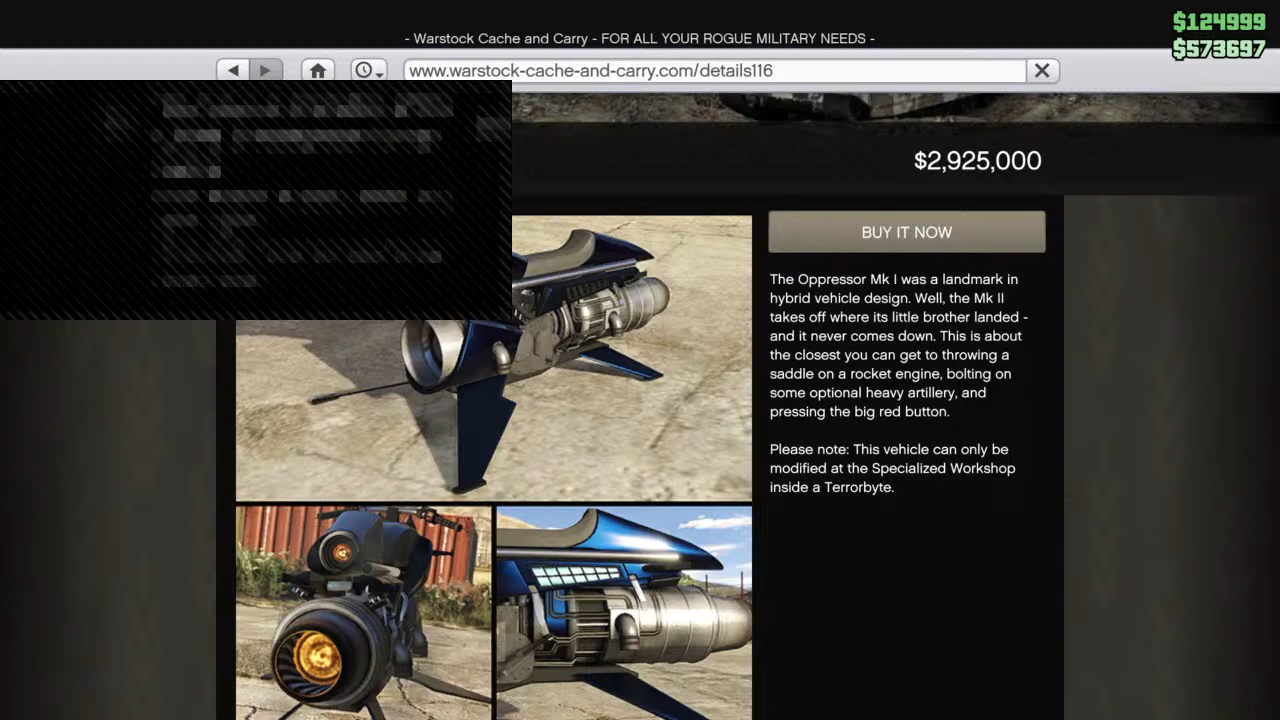 $124999
- Warstock Cache and Carry - FOR ALL YOUR ROGUE MILITARY NEEDS -
$573697
www.warstock-cache-and-carry.com/details116
$2,925,000
BUY IT NOW
The Oppressor Mk I was a landmark in
hybrid vehicle design. Well, the Mk II
takes off where its little brother landed -
and it never comes down. This is about
the closest you can get to throwing a
saddle on a rocket engine, bolting on
some optional heavy artillery, and
pressing the big red button.
Please note: This vehicle can only be
modified at the Specialized Workshop
inside a Terrorbyte.